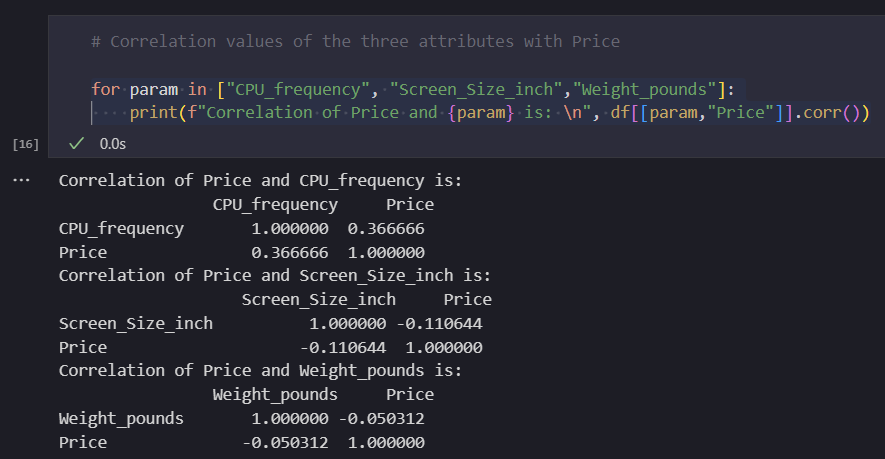 # Correlation values of the three attributes with Price
for param in ["CPU_frequency", "Screen_Size_inch","Weight_pounds"]:
    print(f"Correlation of Price and {param} is: \n", df[[param,"Price"]].corr())
[16]
0.0s
...
Correlation of Price and CPU_frequency is:
                CPU_frequency     Price
CPU_frequency       1.000000  0.366666
Price               0.366666  1.000000
Correlation of Price and Screen_Size_inch is:
                   Screen_Size_inch     Price
Screen_Size_inch          1.000000 -0.110644
Price                    -0.110644  1.000000
Correlation of Price and Weight_pounds is:
                Weight_pounds     Price
Weight_pounds       1.000000 -0.050312
Price              -0.050312  1.000000